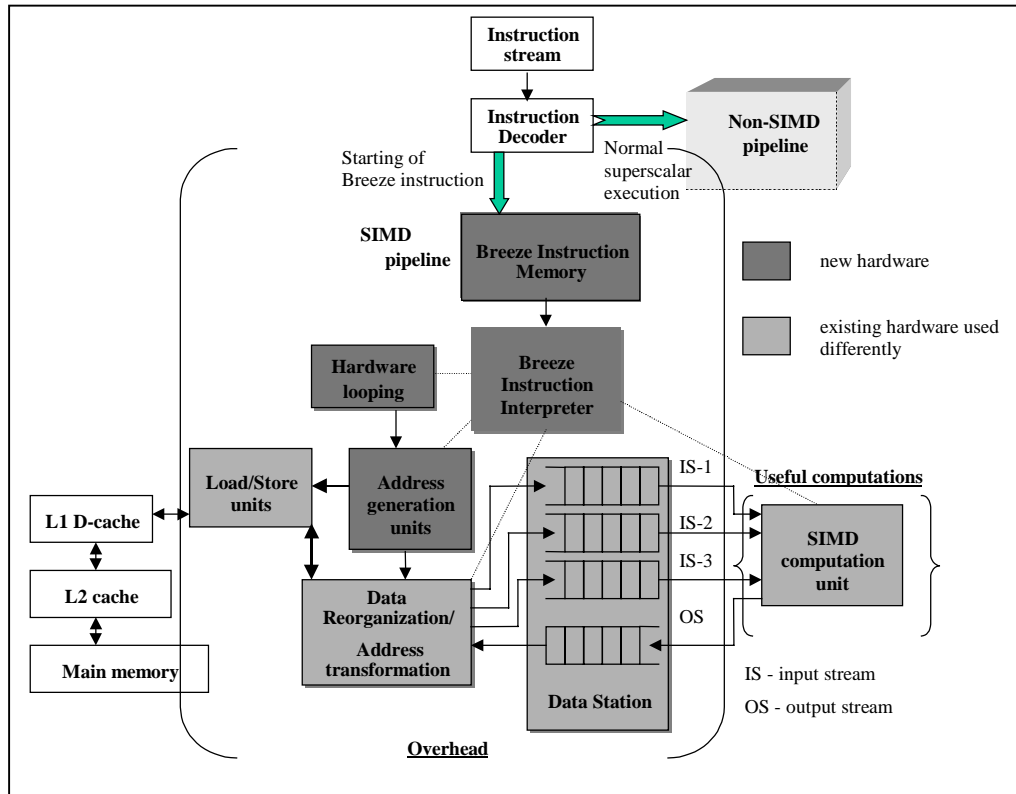 Instruction
stream
Instruction
Decoder
Non-SIMD
pipeline
Starting of
Breeze instruction
Normal
superscalar
execution
SIMD
pipeline
Breeze Instruction
Memory
new hardware
existing hardware used
differently
Hardware
looping
Breeze
Instruction
Interpreter
Load/Store
units
Address
generation
units
L1 D-cache
L2 cache
Main memory
Data
Reorganization/
Address
transformation
IS-1
IS-2
IS-3
OS
Data Station
Useful computations
SIMD
computation
unit
IS - input stream
OS - output stream
Overhead